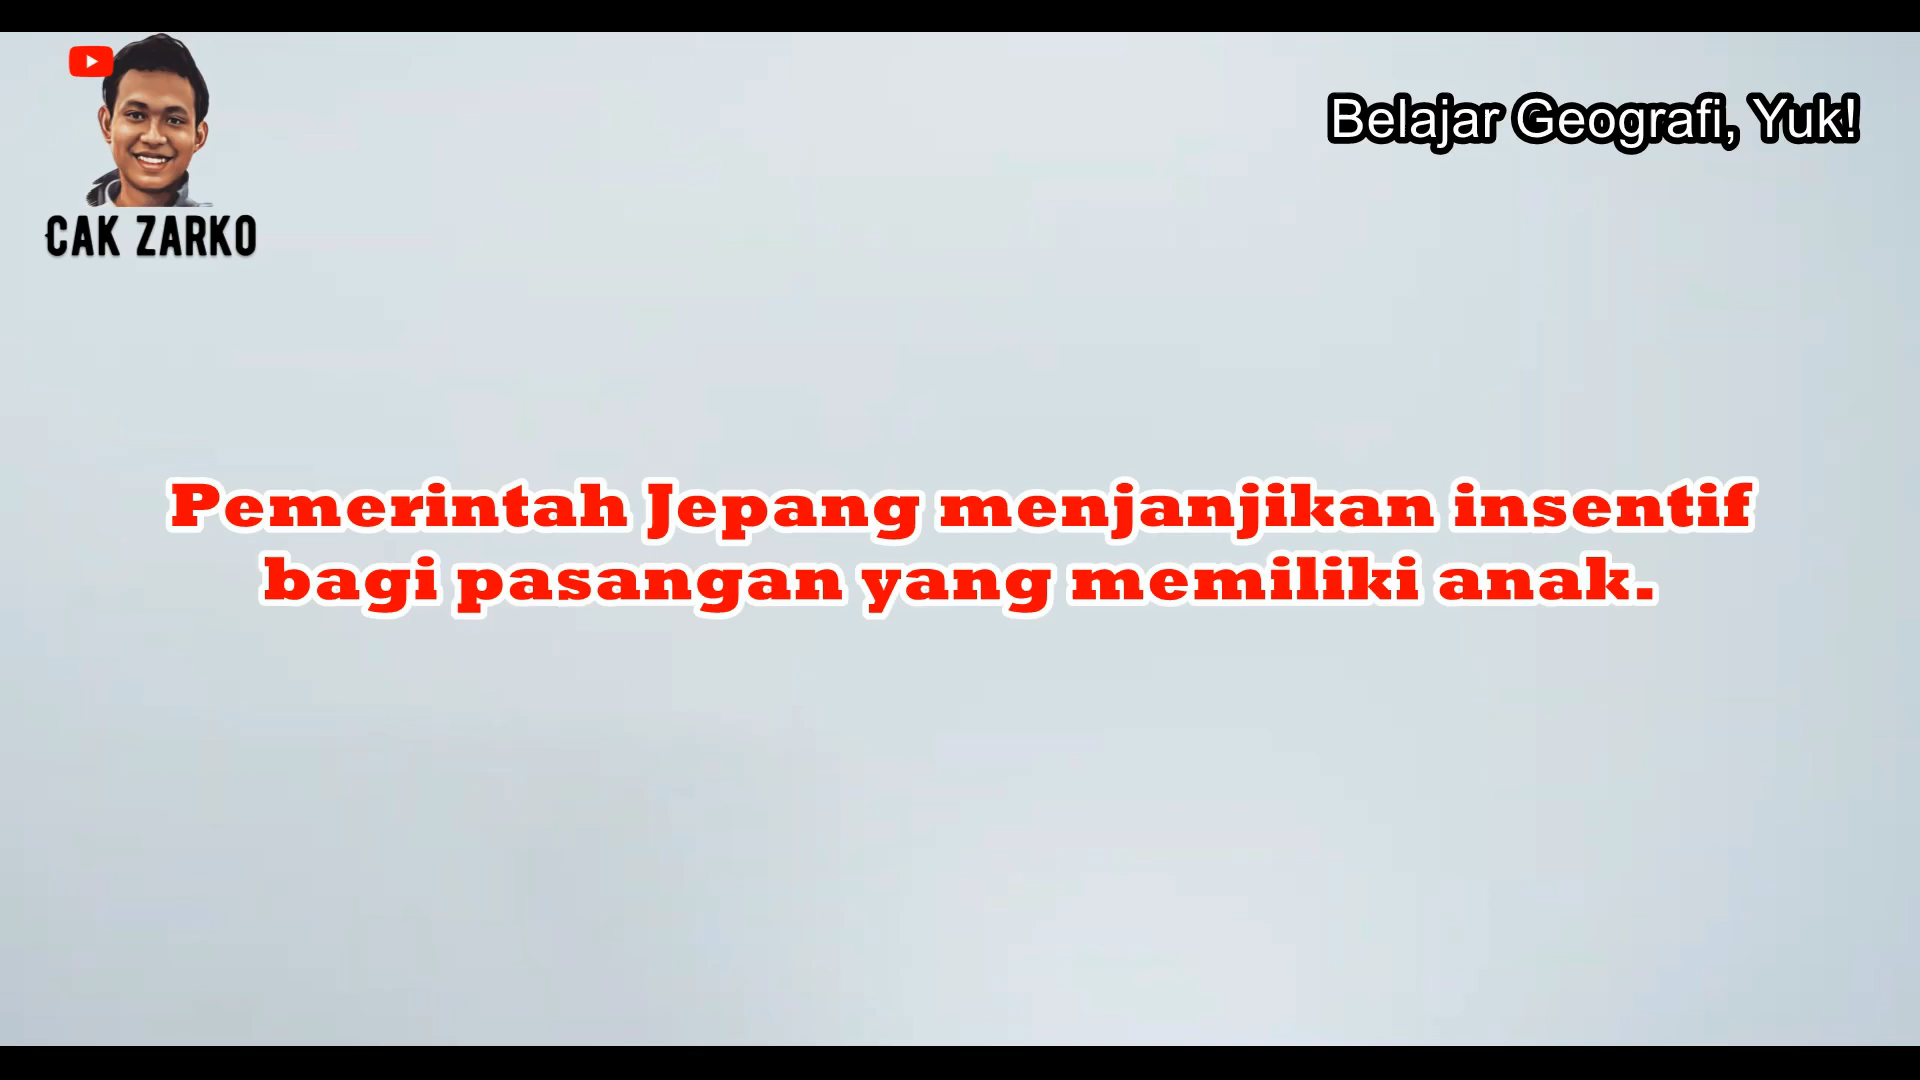 CAK ZARKO
Belajar Geografi, Yuk!
Pemerintah Jepang menjanjikan insentif
bagi pasangan yang memiliki anak.